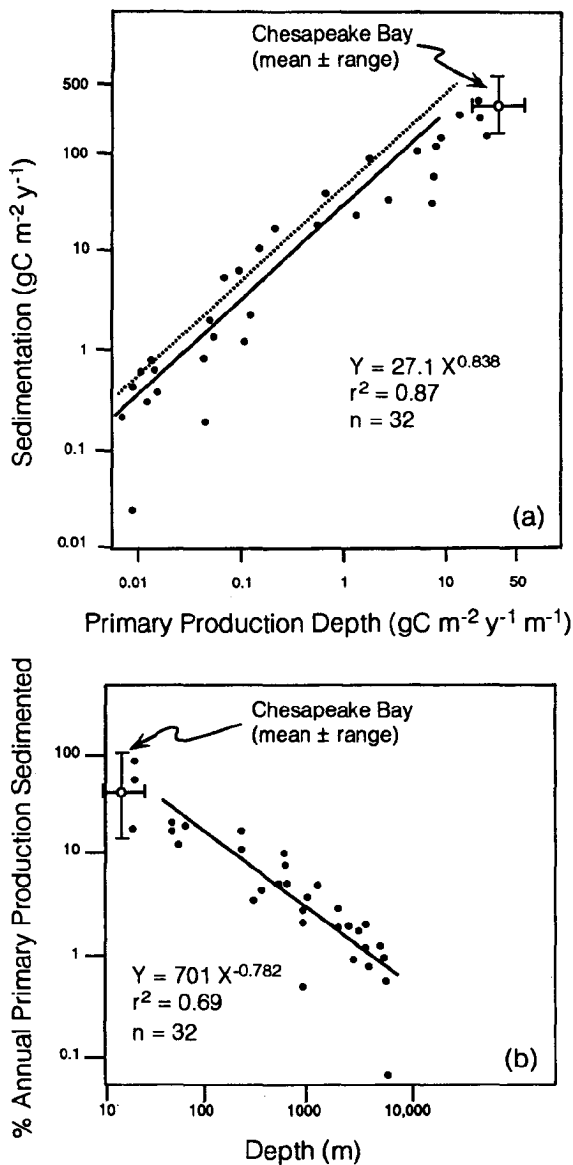 Chesapeake Bay
(mean ± range)
500
100
10
1
0.1
0.01
Sedimentation (gC m-2 y-1)
Y = 27.1 X0.838
r2 = 0.87
n = 32
(a)
0.01
0.1
1
10
50
Primary Production Depth (gC m-2 y-1 m-1)
Chesapeake Bay
(mean ± range)
100
10
1
0.1
% Annual Primary Production Sedimented
Y = 701 X-0.782
r2 = 0.69
n = 32
(b)
10
100
1000
10,000
Depth (m)